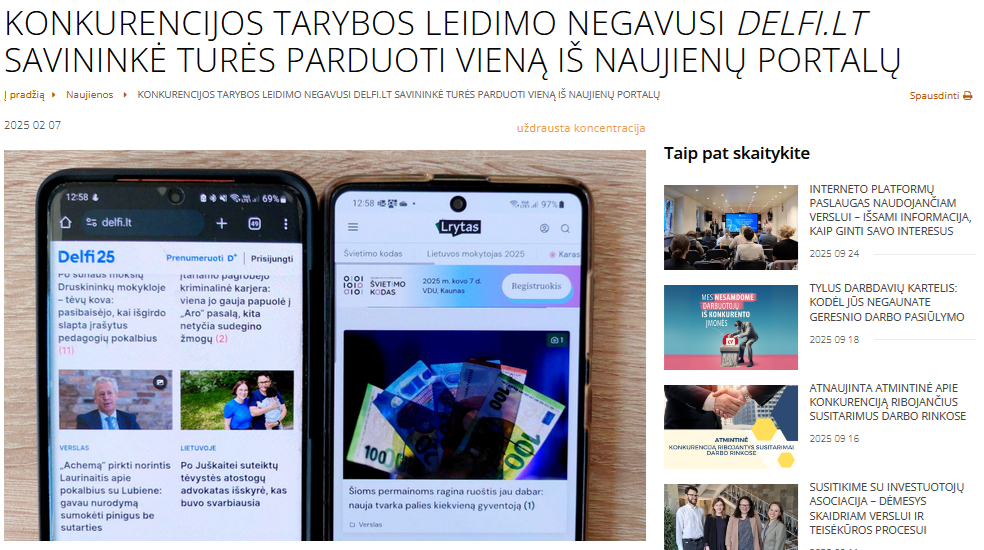 KONKURENCIJOS TARYBOS LEIDIMO NEGAVUSI DELFI.LT
SAVININKĖ TURĖS PARDUOTI VIENĄ IŠ NAUJIENŲ PORTALŲ
Į pradžią
Naujienos
KONKURENCIJOS TARYBOS LEIDIMO NEGAVUSI DELFI.LT SAVININKĖ TURĖS PARDUOTI VIENĄ IŠ NAUJIENŲ PORTALŲ
Spausdinti
2025 02 07
uždrausta koncentracija
12:58
69%
delfi.lt
49
Delfi25
Prenumeruoti D+
Prisijungti
Po šunaus mokslų
Druskininkų mokykloje
– tėvų kova:
pasibaisėjo, kai išgirdo
slapta įrašytus
pedagogių pokalbius
(11)
įtariamo pagrobėjo
kriminalinė karjera:
viena jo gauja papuolė į
„Aro” pasalą, kita
netyčia sudegino
žmogų (2)
VERSLAS
„Achemą” pirkti norintis
Laurinaitis apie
pokalbius su Lubiene:
gavau nurodymą
sumokėti pinigus be
sutarties
LIETUVOJE
Po Juškaitei suteiktų
tėvystės atostogų
advokatas išskyrė, kas
buvo svarbiausia
12:58
97%
Lrytas
Švietimo kodas
Lietuvos mokytojas 2025
Karas
ŠVIETIMO
KODAS
2025 m. kovo 7 d.
VDU, Kaunas
Registruokis
1
100
100
100
Šioms permainoms ragina ruoštis jau dabar:
nauja tvarka palies kiekvieną gyventoją (1)
Verslas
Taip pat skaitykite
INTERNETO PLATFORMŲ
PASLAUGAS NAUDOJANČIAM
VERSLUI – IŠSAMI INFORMACIJA,
KAIP GINTI SAVO INTERESUS
2025 09 24
MES NESAMDOME
DARBUOTOJŲ
IŠ KONKURENTO
ĮMONĖS
TYLUS DARBDAVIŲ KARTELIS:
KODĖL JŪS NEGAUNATE
GERESNIO DARBO PASIŪLYMO
2025 09 18
ATMINTINĖ
KONKURENCIJĄ RIBOJANTYS SUSITARIMAI
DARBO RINKOSE
ATNAUJINTA ATMINTINĖ APIE
KONKURENCIJĄ RIBOJANČIUS
SUSITARIMUS DARBO RINKOSE
2025 09 16
SUSITIKIME SU INVESTUOTOJŲ
ASOCIACIJA – DĖMESYS
SKAIDRIAM VERSLUI IR
TEISĖKŪROS PROCESUI